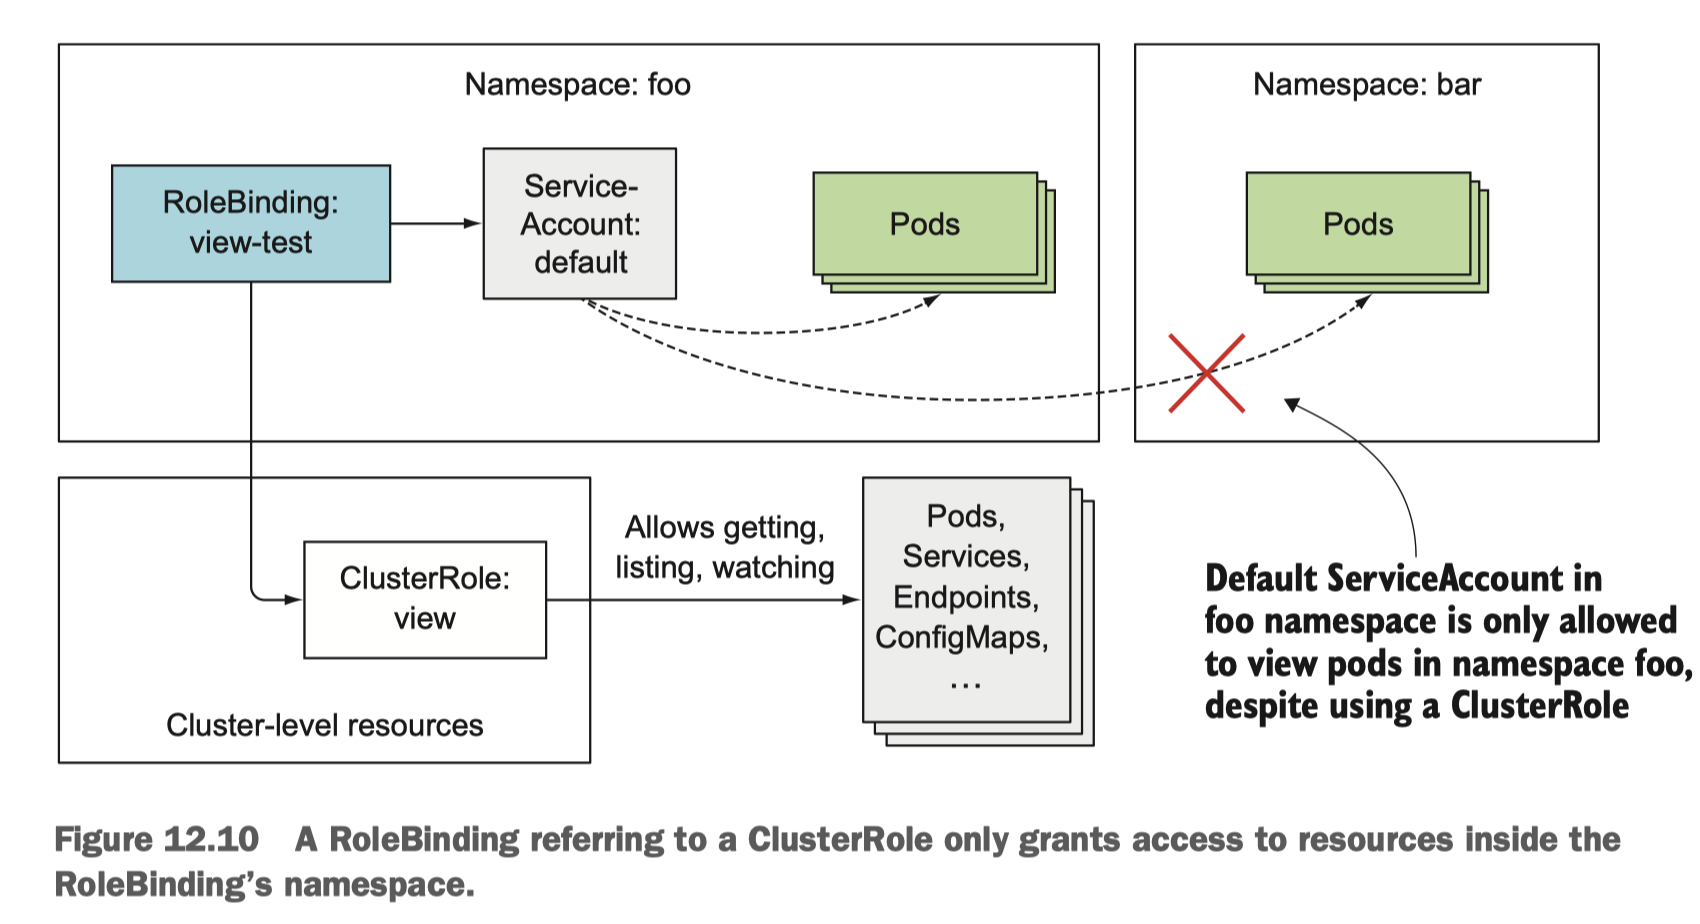 Namespace: foo
Namespace: bar
RoleBinding:
view-test
Service-
Account:
default
Pods
Pods
Allows getting,
listing, watching
ClusterRole:
view
Cluster-level resources
Pods,
Services,
Endpoints,
ConfigMaps,
...
Default ServiceAccount in
foo namespace is only allowed
to view pods in namespace foo,
despite using a ClusterRole
Figure 12.10 A RoleBinding referring to a ClusterRole only grants access to resources inside the
RoleBinding’s namespace.